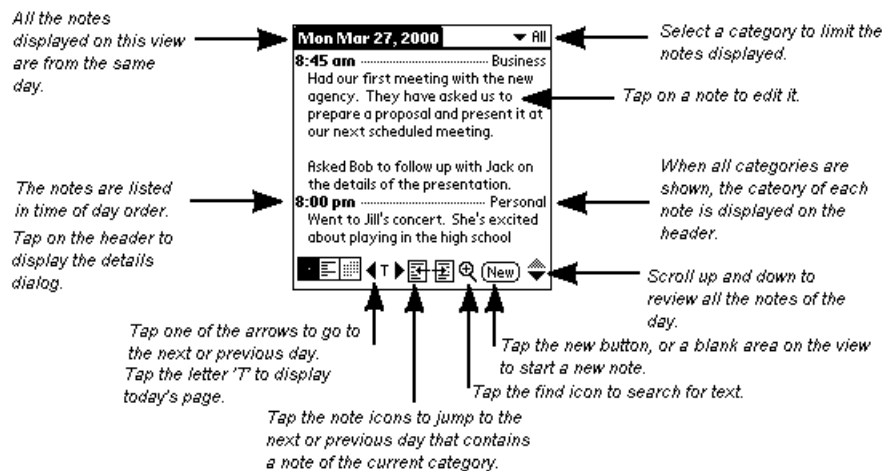 All the notes
displayed on this view
are from the same
day.
Mon Mar 27, 2000
All
Select a category to limit the
notes displayed.
8:45 am
Business
Had our first meeting with the new
agency. They have asked us to
prepare a proposal and present it at
our next scheduled meeting.
Asked Bob to follow up with Jack on
the details of the presentation.
Tap on a note to edit it.
The notes are listed
in time of day order.
Tap on the header to
display the details
dialog.
8:00 pm
Personal
Went to Jill's concert. She's excited
about playing in the high school
When all categories are
shown, the cateory of each
note is displayed on the
header.
T
New
Scroll up and down to
review all the notes of the
day.
Tap one of the arrows to go to
the next or previous day.
Tap the letter 'T' to display
today's page.
Tap the new button, or a blank area on the view
to start a new note.
Tap the find icon to search for text.
Tap the note icons to jump to the
next or previous day that contains
a note of the current category.